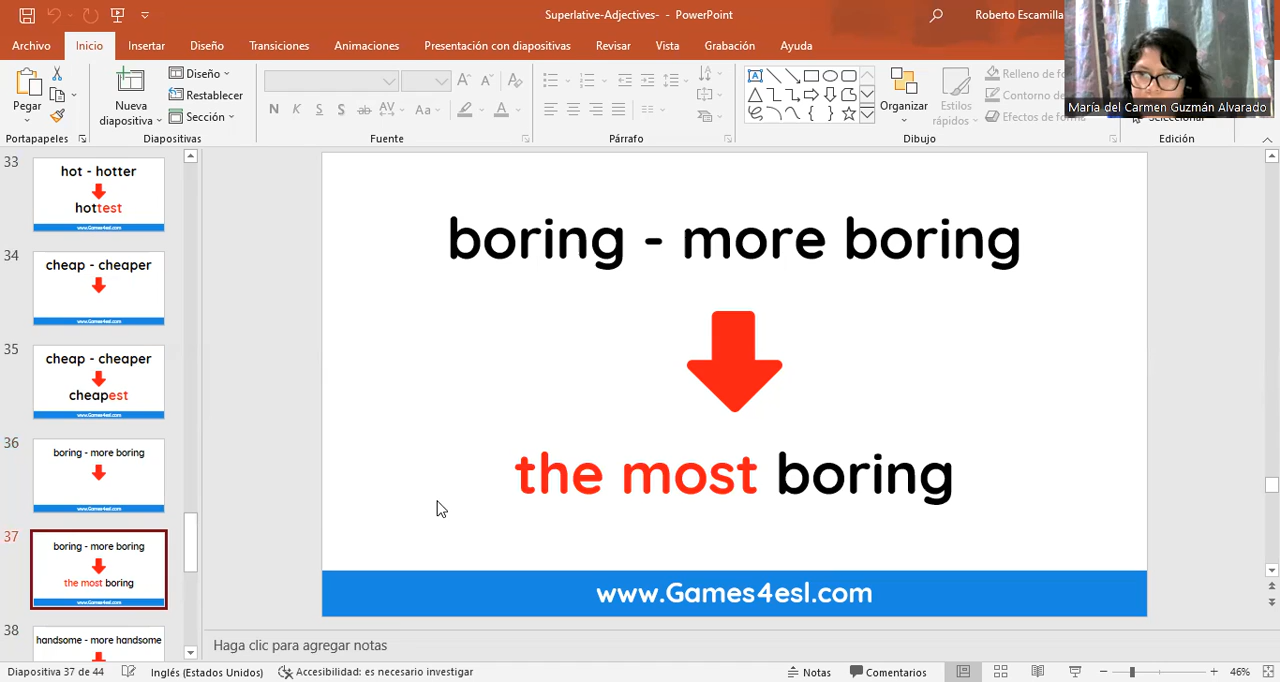 Superlative-Adjectives- - PowerPoint
Roberto Escamilla
Archivo Inicio Insertar Diseño Transiciones Animaciones Presentación con diapositivas Revisar Vista Grabación Ayuda
María del Carmen Guzmán Alvarado
Pegar
Nueva
diapositiva
Diseño
Restablecer
Sección
N K S S ab AV Aa A
Organizar
Estilos
rápidos
Relleno de
Contorno de
Efectos de forma
Seleccionar
Portapapeles Diapositivas Fuente Párrafo Dibujo Edición
33
hot - hotter
hottest
www.Games4esl.com
34
cheap - cheaper
www.Games4esl.com
35
cheap - cheaper
cheapest
www.Games4esl.com
36
boring - more boring
www.Games4esl.com
37
boring - more boring
the most boring
www.Games4esl.com
38
handsome - more handsome
boring - more boring
the most boring
www.Games4esl.com
Haga clic para agregar notas
Diapositiva 37 de 44 Inglés (Estados Unidos) Accesibilidad: es necesario investigar Notas Comentarios 46%